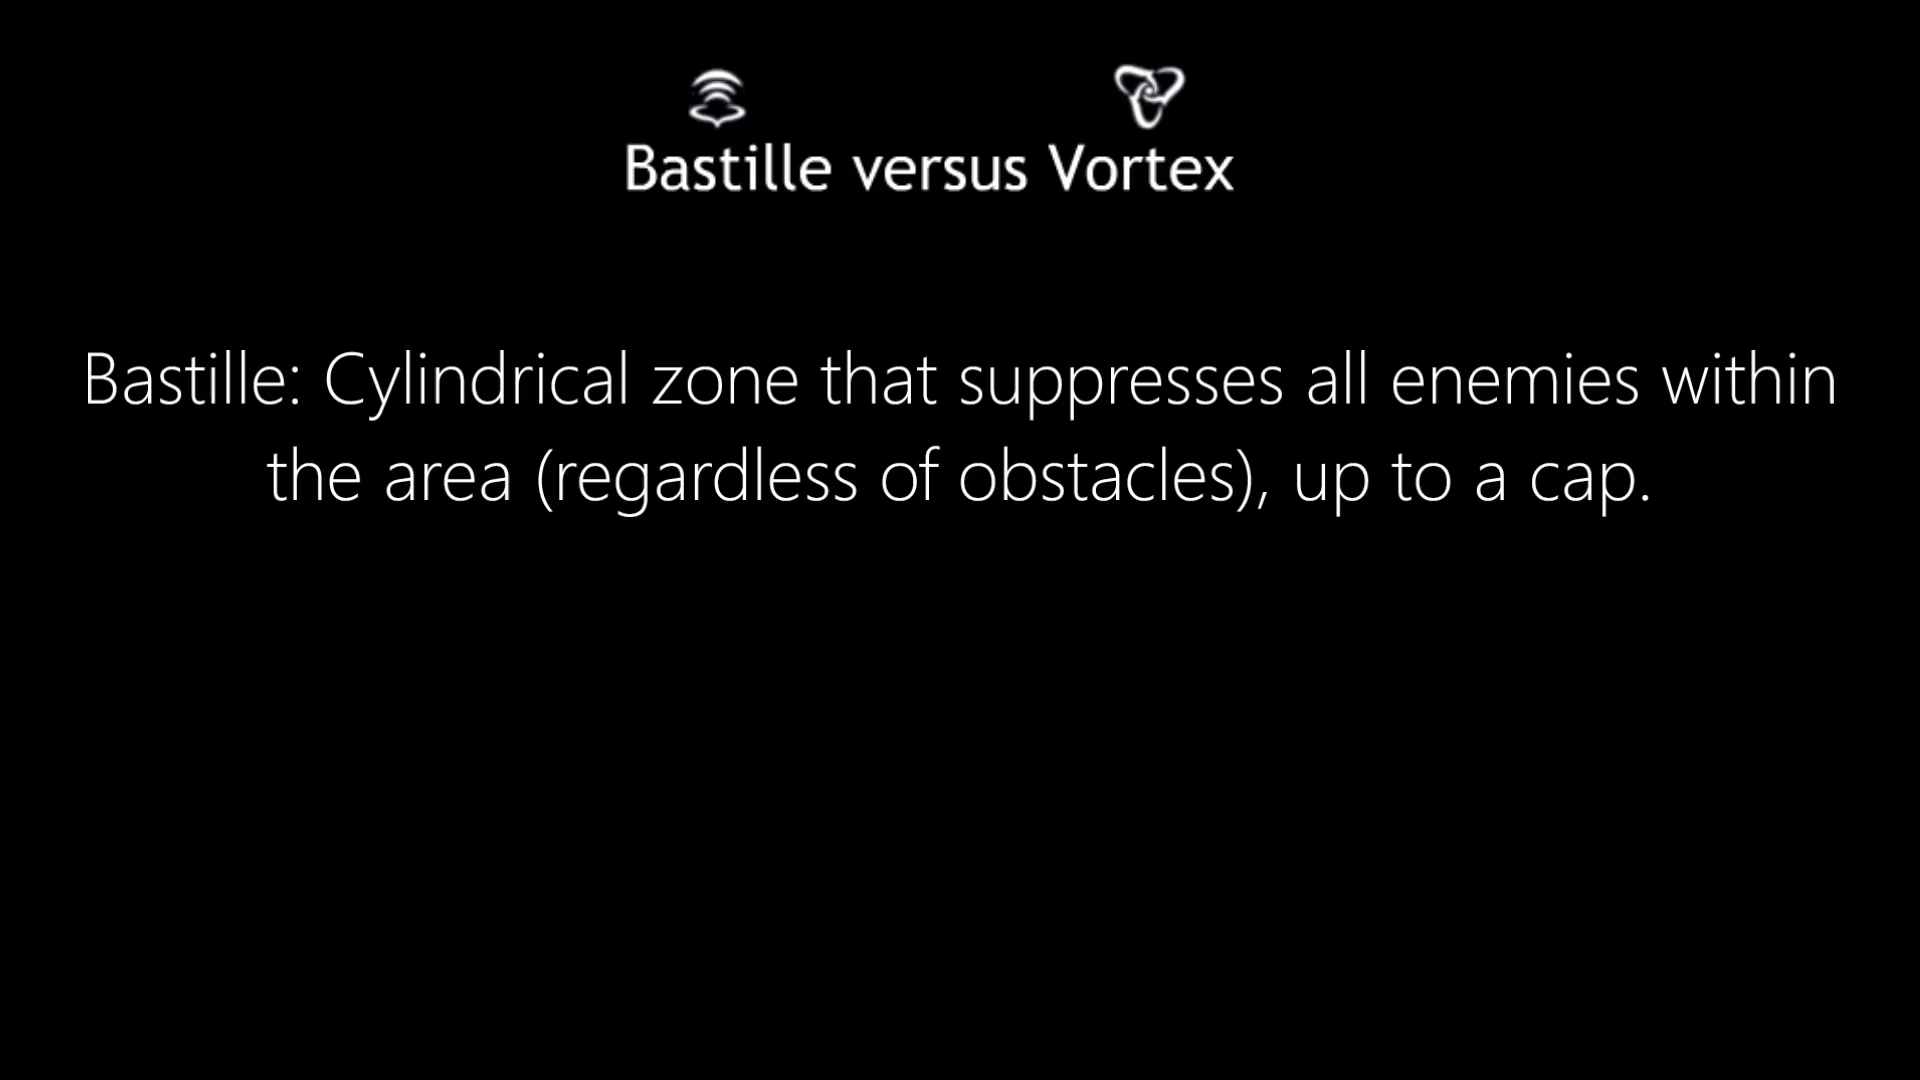 Bastille versus Vortex
Bastille: Cylindrical zone that suppresses all enemies within
the area (regardless of obstacles), up to a cap.